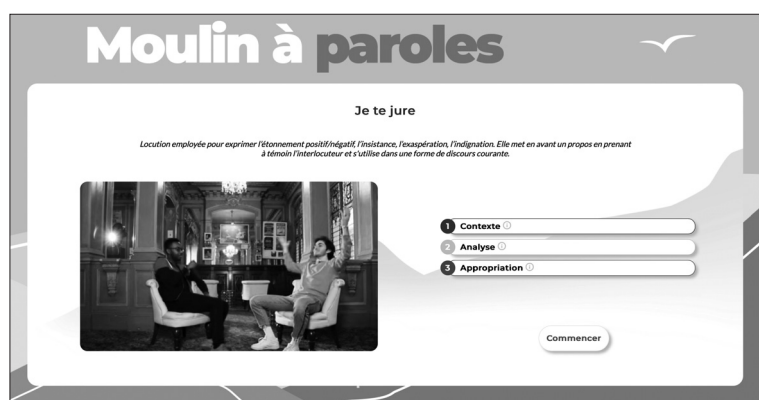 Moulin à paroles
Je te jure
Locution employée pour exprimer l'étonnement positif/négatif, l'insistance, l'exaspération, l'indignation. Elle met en avant un propos en prenant
à témoin l'interlocuteur et s'utilise dans une forme de discours courante.
1 Contexte
2 Analyse
3 Appropriation
Commencer